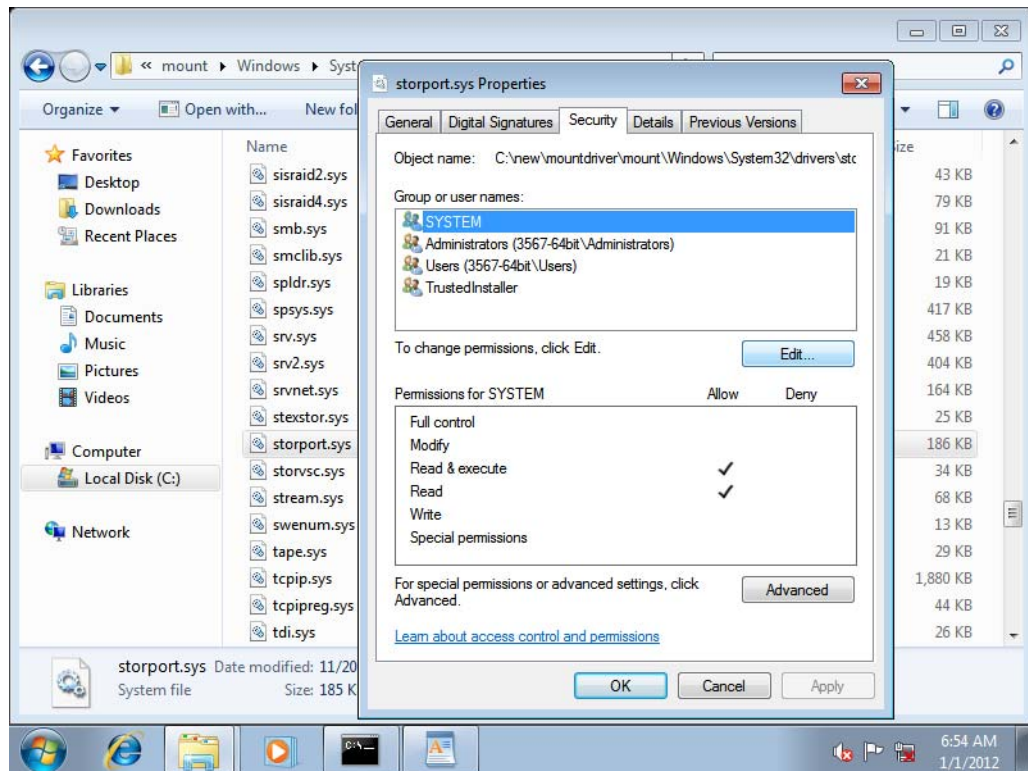 « mount ▸ Windows ▸ Syst
Organize
Open with...
New fol
Favorites
Desktop
Downloads
Recent Places
Libraries
Documents
Music
Pictures
Videos
Computer
Local Disk (C:)
Network
Name
sisraid2.sys
sisraid4.sys
smb.sys
smclib.sys
spldr.sys
spsys.sys
srv.sys
srv2.sys
srvnet.sys
stexstor.sys
storport.sys
storvsc.sys
stream.sys
swenum.sys
tape.sys
tcpip.sys
tcpipreg.sys
tdi.sys
storport.sys Properties
General Digital Signatures Security Details Previous Versions
Object name: C:\new\mountdriver\mount\Windows\System32\drivers\stc
Group or user names:
SYSTEM
Administrators (3567-64bit\Administrators)
Users (3567-64bit\Users)
TrustedInstaller
To change permissions, click Edit.
Edit...
Permissions for SYSTEM Allow Deny
Full control
Modify
Read & execute
Read
Write
Special permissions
For special permissions or advanced settings, click
Advanced.
Advanced
Learn about access control and permissions
OK Cancel Apply
ize
43 KB
79 KB
91 KB
21 KB
19 KB
417 KB
458 KB
404 KB
164 KB
25 KB
186 KB
34 KB
68 KB
13 KB
29 KB
1,880 KB
44 KB
26 KB
storport.sys Date modified: 11/20
System file Size: 185 K
C:\
6:54 AM
1/1/2012